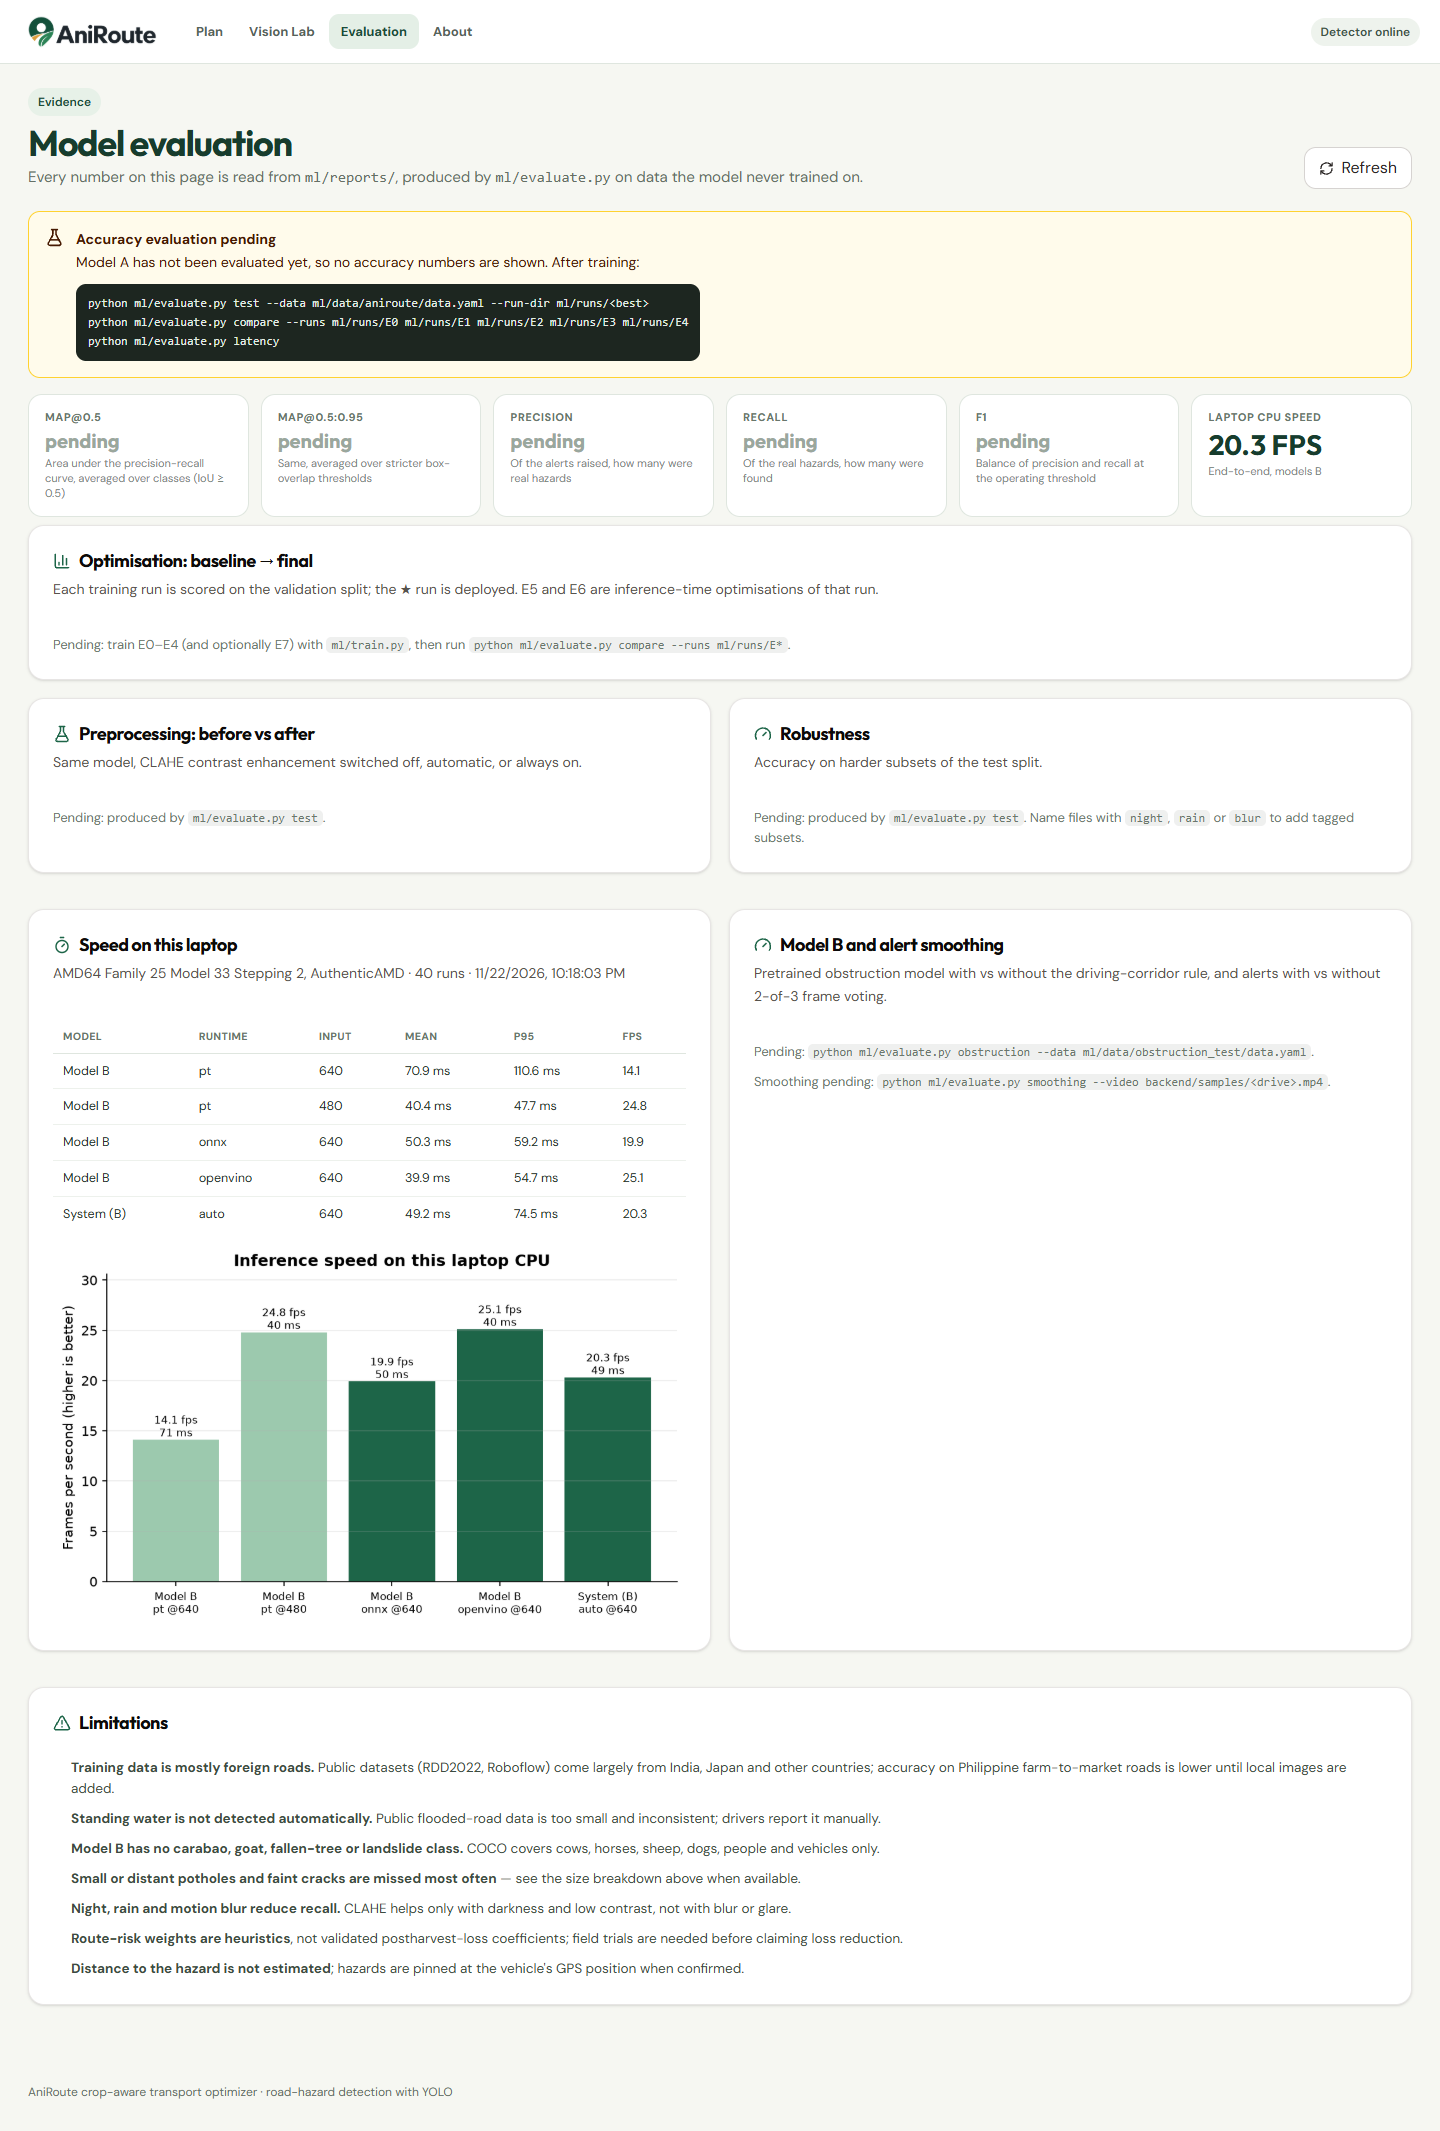 AniRoute
Plan
Vision Lab
Evaluation
About
Detector online
Evidence
Model evaluation
Every number on this page is read from ml/reports/, produced by ml/evaluate.py on data the model never trained on.
Refresh
Accuracy evaluation pending
Model A has not been evaluated yet, so no accuracy numbers are shown. After training:
python ml/evaluate.py test --data ml/data/aniroute/data.yaml --run-dir ml/runs/<best>
python ml/evaluate.py compare --runs ml/runs/E0 ml/runs/E1 ml/runs/E2 ml/runs/E3 ml/runs/E4
python ml/evaluate.py latency
MAP@0.5
pending
Area under the precision-recall
curve, averaged over classes (IoU ≥
0.5)
MAP@0.5:0.95
pending
Same, averaged over stricter box-
overlap thresholds
PRECISION
pending
Of the alerts raised, how many were
real hazards
RECALL
pending
Of the real hazards, how many were
found
F1
pending
Balance of precision and recall at
the operating threshold
LAPTOP CPU SPEED
20.3 FPS
End-to-end, models B
Optimisation: baseline → final
Each training run is scored on the validation split; the ★ run is deployed. E5 and E6 are inference-time optimisations of that run.
Pending: train E0–E4 (and optionally E7) with ml/train.py, then run python ml/evaluate.py compare --runs ml/runs/E*.
Preprocessing: before vs after
Same model, CLAHE contrast enhancement switched off, automatic, or always on.
Pending: produced by ml/evaluate.py test.
Robustness
Accuracy on harder subsets of the test split.
Pending: produced by ml/evaluate.py test. Name files with night, rain or blur to add tagged
subsets.
Speed on this laptop
AMD64 Family 25 Model 33 Stepping 2, AuthenticAMD · 40 runs · 11/22/2026, 10:18:03 PM
MODEL RUNTIME INPUT MEAN P95 FPS
Model B pt 640 70.9 ms 110.6 ms 14.1
Model B pt 480 40.4 ms 47.7 ms 24.8
Model B onnx 640 50.3 ms 59.2 ms 19.9
Model B openvino 640 39.9 ms 54.7 ms 25.1
System (B) auto 640 49.2 ms 74.5 ms 20.3
Inference speed on this laptop CPU
Frames per second (higher is better)
30
25
20
15
10
5
0
14.1 fps
71 ms
24.8 fps
40 ms
19.9 fps
50 ms
25.1 fps
40 ms
20.3 fps
49 ms
Model B
pt @640
Model B
pt @480
Model B
onnx @640
Model B
openvino @640
System (B)
auto @640
Model B and alert smoothing
Pretrained obstruction model with vs without the driving-corridor rule, and alerts with vs without
2-of-3 frame voting.
Pending: python ml/evaluate.py obstruction --data ml/data/obstruction_test/data.yaml.
Smoothing pending: python ml/evaluate.py smoothing --video backend/samples/<drive>.mp4.
Limitations
Training data is mostly foreign roads. Public datasets (RDD2022, Roboflow) come largely from India, Japan and other countries; accuracy on Philippine farm-to-market roads is lower until local images are
added.
Standing water is not detected automatically. Public flooded-road data is too small and inconsistent; drivers report it manually.
Model B has no carabao, goat, fallen-tree or landslide class. COCO covers cows, horses, sheep, dogs, people and vehicles only.
Small or distant potholes and faint cracks are missed most often — see the size breakdown above when available.
Night, rain and motion blur reduce recall. CLAHE helps only with darkness and low contrast, not with blur or glare.
Route-risk weights are heuristics, not validated postharvest-loss coefficients; field trials are needed before claiming loss reduction.
Distance to the hazard is not estimated; hazards are pinned at the vehicle's GPS position when confirmed.
AniRoute crop-aware transport optimizer · road-hazard detection with YOLO